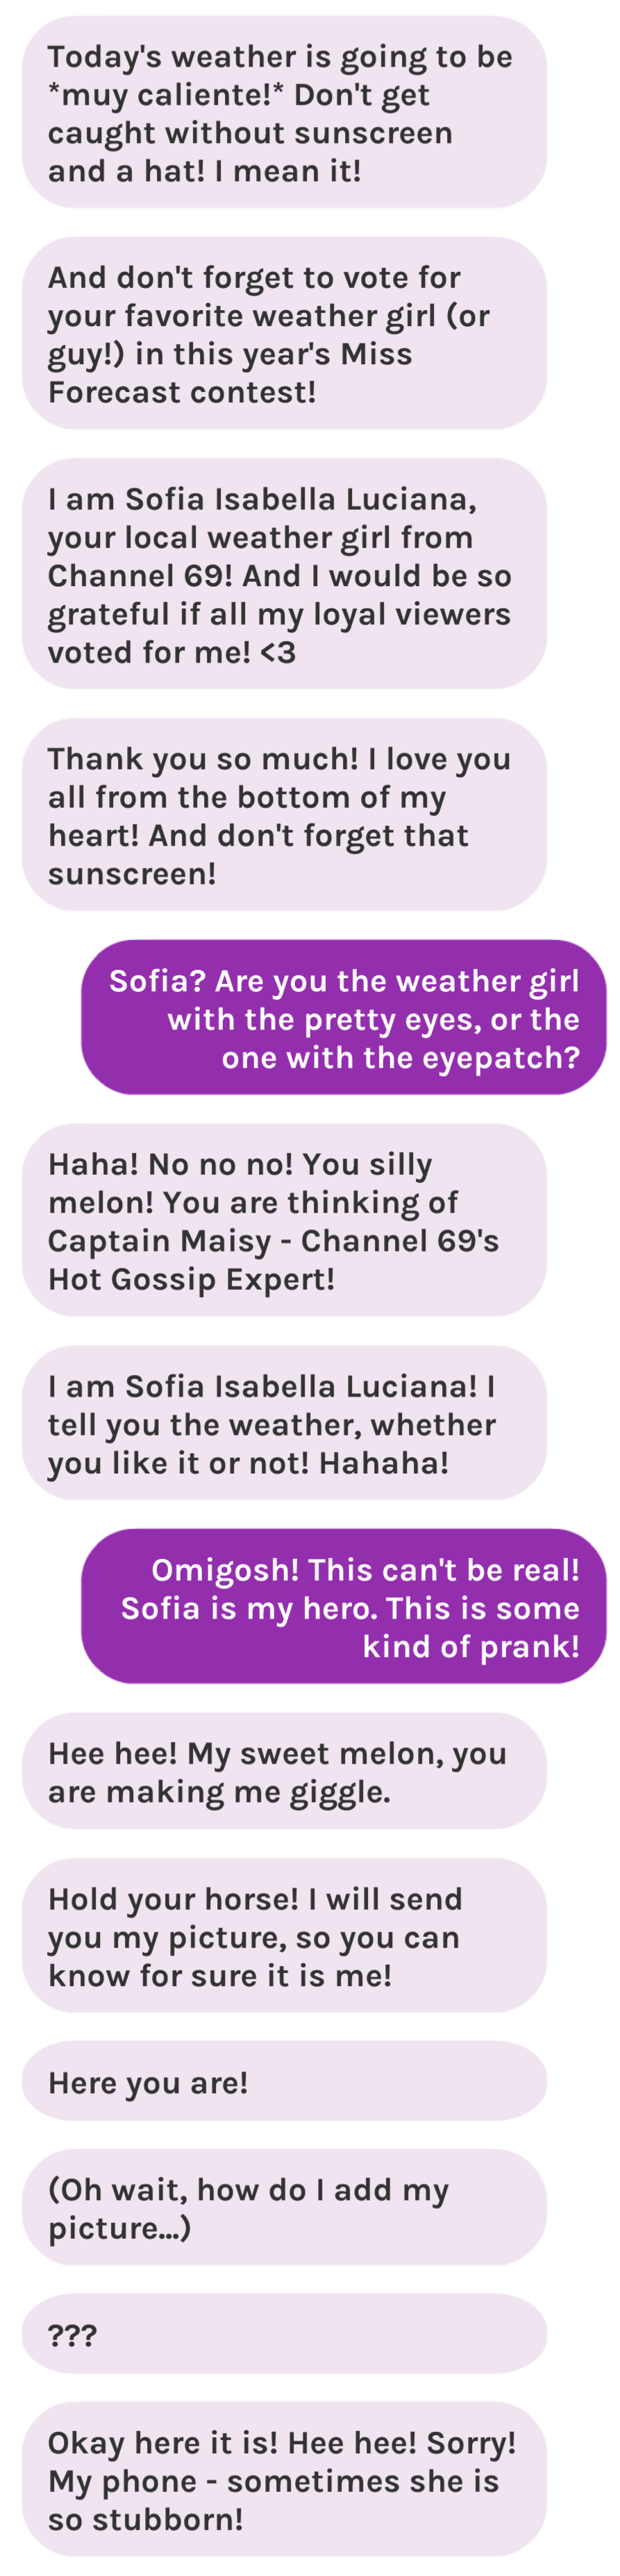 Today's weather is going to be
*muy caliente!* Don't get
caught without sunscreen
and a hat! I mean it!
And don't forget to vote for
your favorite weather girl (or
guy!) in this year's Miss
Forecast contest!
I am Sofia Isabella Luciana,
your local weather girl from
Channel 69! And I would be so
grateful if all my loyal viewers
voted for me! <3
Thank you so much! I love you
all from the bottom of my
heart! And don't forget that
sunscreen!
Sofia? Are you the weather girl
with the pretty eyes, or the
one with the eyepatch?
Haha! No no no! You silly
melon! You are thinking of
Captain Maisy - Channel 69's
Hot Gossip Expert!
I am Sofia Isabella Luciana! I
tell you the weather, whether
you like it or not! Hahaha!
Omigosh! This can't be real!
Sofia is my hero. This is some
kind of prank!
Hee hee! My sweet melon, you
are making me giggle.
Hold your horse! I will send
you my picture, so you can
know for sure it is me!
Here you are!
(Oh wait, how do I add my
picture...)
???
Okay here it is! Hee hee! Sorry!
My phone - sometimes she is
so stubborn!